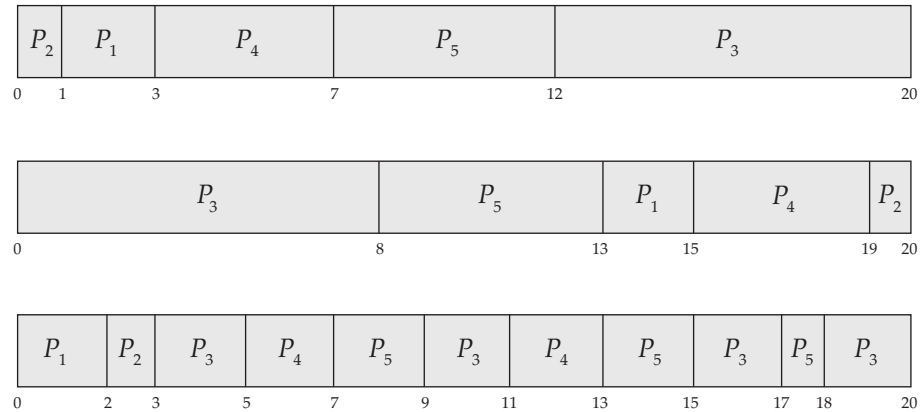 P₂ P₁ P₄ P₅ P₃
0 1 3 7 12 20
P₃ P₅ P₁ P₄ P₂
0 8 13 15 19 20
P₁ P₂ P₃ P₄ P₅ P₃ P₄ P₅ P₃ P₅ P₃
0 2 3 5 7 9 11 13 15 17 18 20